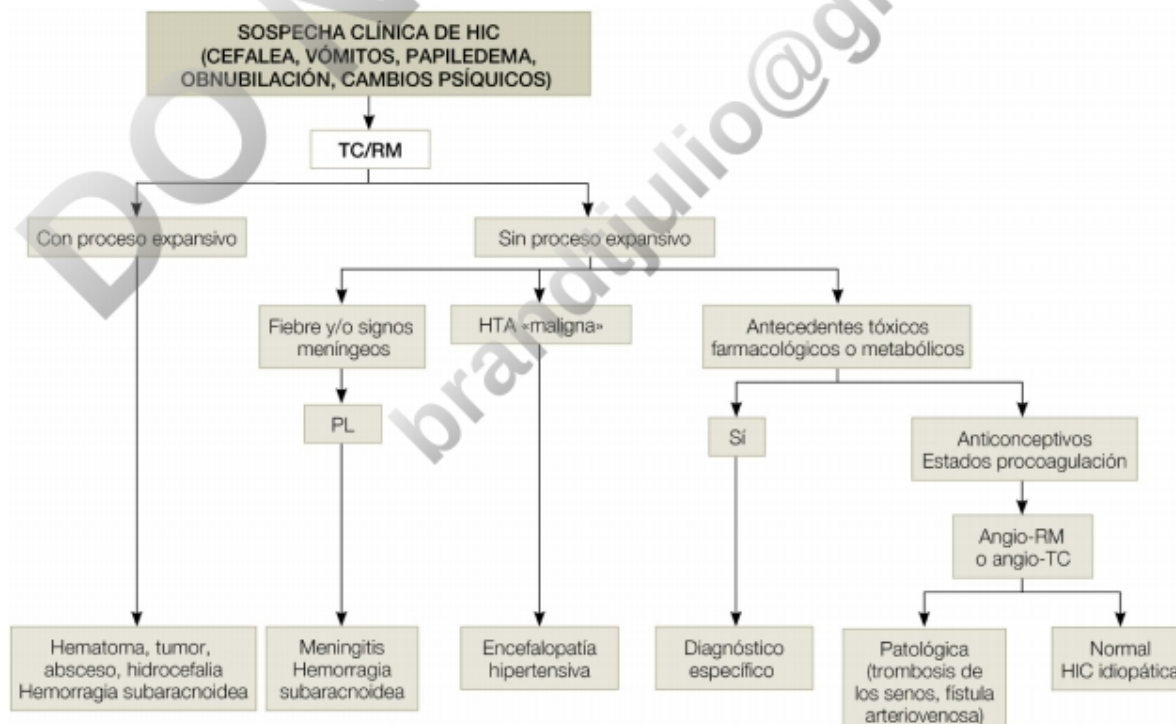 SOSPECHA CLÍNICA DE HIC
(CEFALEA, VÓMITOS, PAPILEDEMA,
OBNUBILACIÓN, CAMBIOS PSÍQUICOS)
TC/RM
Con proceso expansivo
Sin proceso expansivo
Fiebre y/o signos
meníngeos
HTA «maligna»
Antecedentes tóxicos
farmacológicos o metabólicos
PL
Sí
Anticonceptivos
Estados procoagulación
Angio-RM
o angio-TC
Hematoma, tumor,
absceso, hidrocefalia
Hemorragia subaracnoidea
Meningitis
Hemorragia
subaracnoidea
Encefalopatía
hipertensiva
Diagnóstico
específico
Patológica
(trombosis de
los senos, fístula
arteriovenosa)
Normal
HIC idiopática
brandtjulio@g